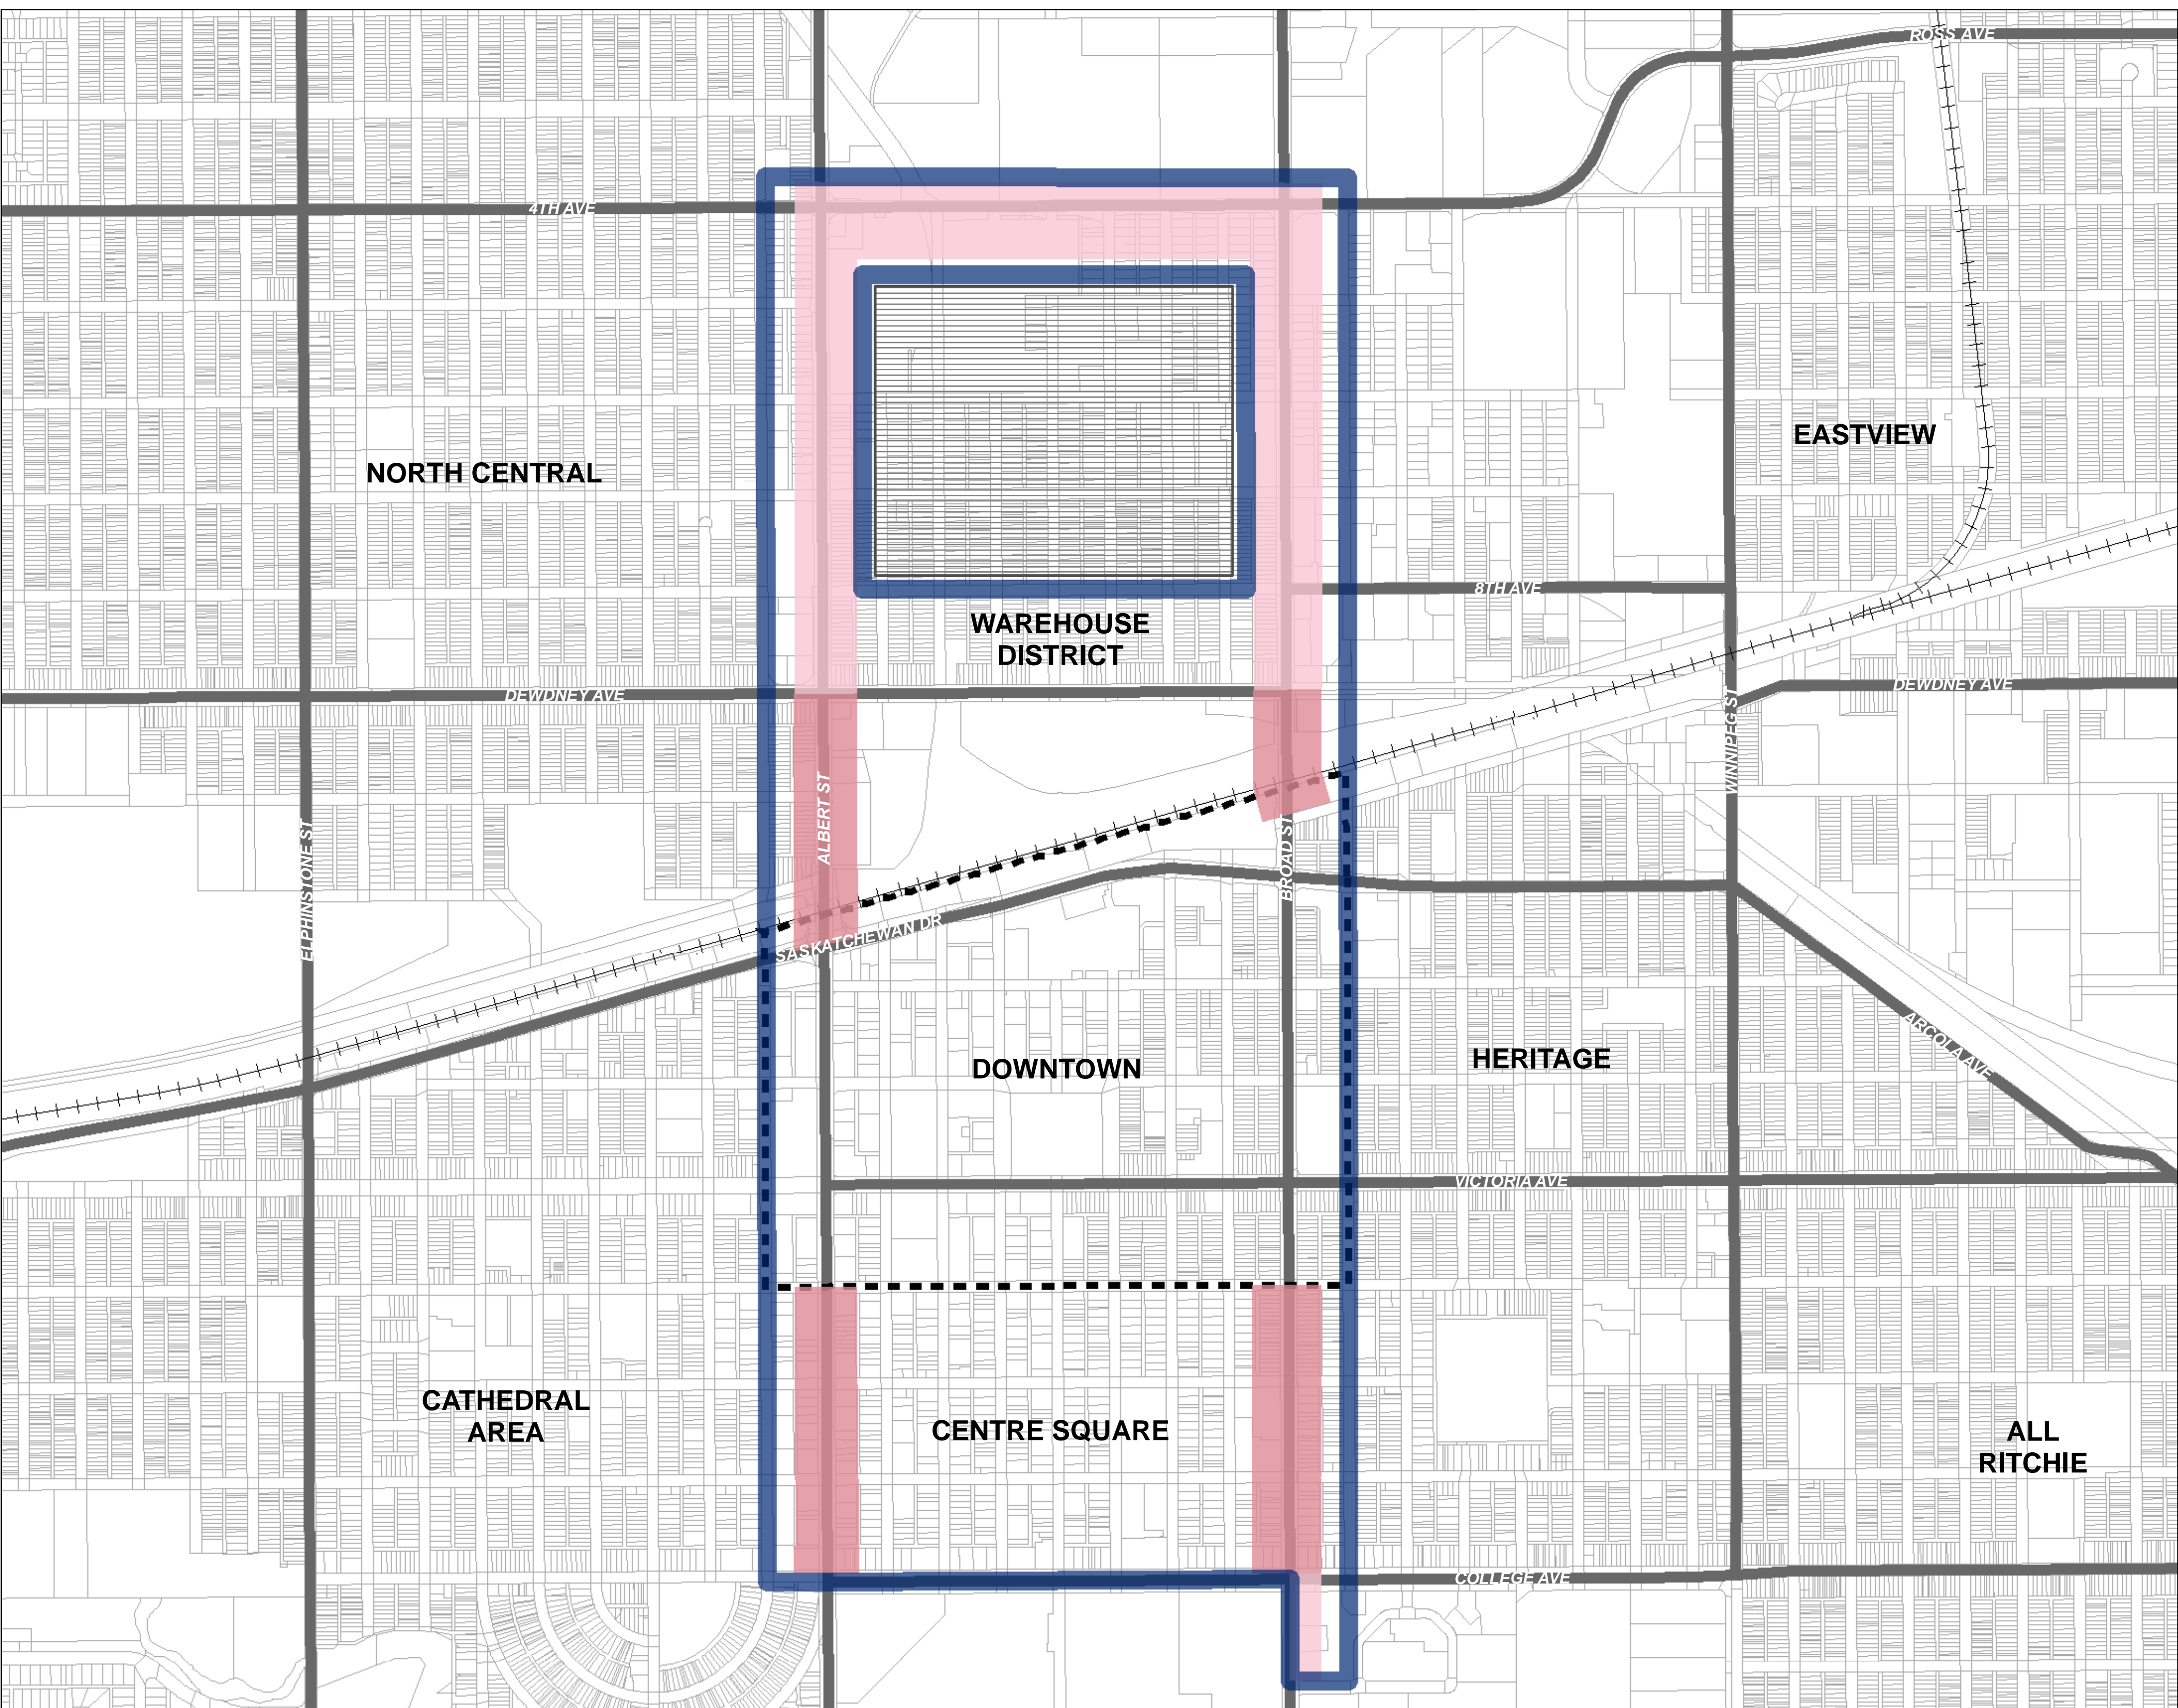 ROSS AVE
4TH AVE
EASTVIEW
NORTH CENTRAL
8TH AVE
WAREHOUSE
DISTRICT
DEWDNEY AVE
DEWDNEY AVE
WINNIPEG ST
ALBERT ST
BROAD ST
ELPHINSTONE ST
SASKATCHEWAN DR
ARCOLA AVE
DOWNTOWN
HERITAGE
VICTORIA AVE
CATHEDRAL
AREA
CENTRE SQUARE
ALL
RITCHIE
COLLEGE AVE